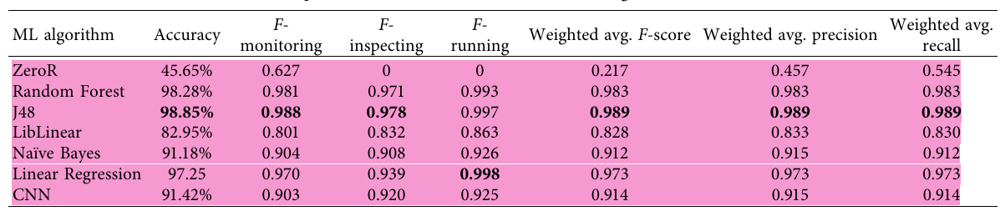 ML algorithm Accuracy F-monitoring F-inspecting F-running Weighted avg. F-score Weighted avg. precision Weighted avg. recall
ZeroR 45.65% 0.627 0 0 0.217 0.457 0.545
Random Forest 98.28% 0.981 0.971 0.993 0.983 0.983 0.983
J48 98.85% 0.988 0.978 0.997 0.989 0.989 0.989
LibLinear 82.95% 0.801 0.832 0.863 0.828 0.833 0.830
Naïve Bayes 91.18% 0.904 0.908 0.926 0.912 0.915 0.912
Linear Regression 97.25 0.970 0.939 0.998 0.973 0.973 0.973
CNN 91.42% 0.903 0.920 0.925 0.914 0.915 0.914